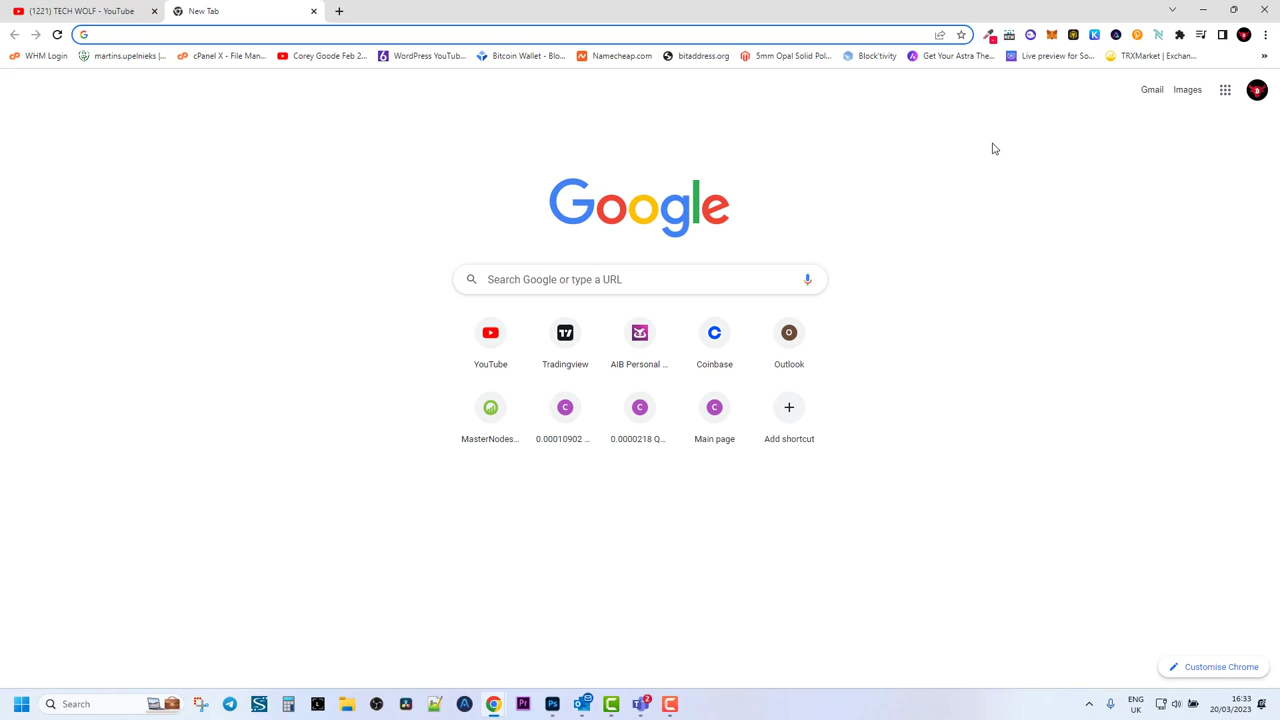 (1221) TECH WOLF - YouTube
New Tab
WHM Login
martins.upelnieks |...
cPanel X - File Man...
Corey Goode Feb 2...
WordPress YouTub...
Bitcoin Wallet - Blo...
Namecheap.com
bitaddress.org
5mm Opal Solid Pol...
Block'tivity
Get Your Astra The...
Live preview for So...
TRXMarket | Exchan...
»
Gmail
Images
Google
Search Google or type a URL
YouTube
Tradingview
AIB Personal ...
Coinbase
O
Outlook
MasterNodes...
C
0.00010902 ...
C
0.0000218 Q...
C
Main page
Add shortcut
Customise Chrome
Search
Pr
Ps
2
ENG
UK
16:33
20/03/2023